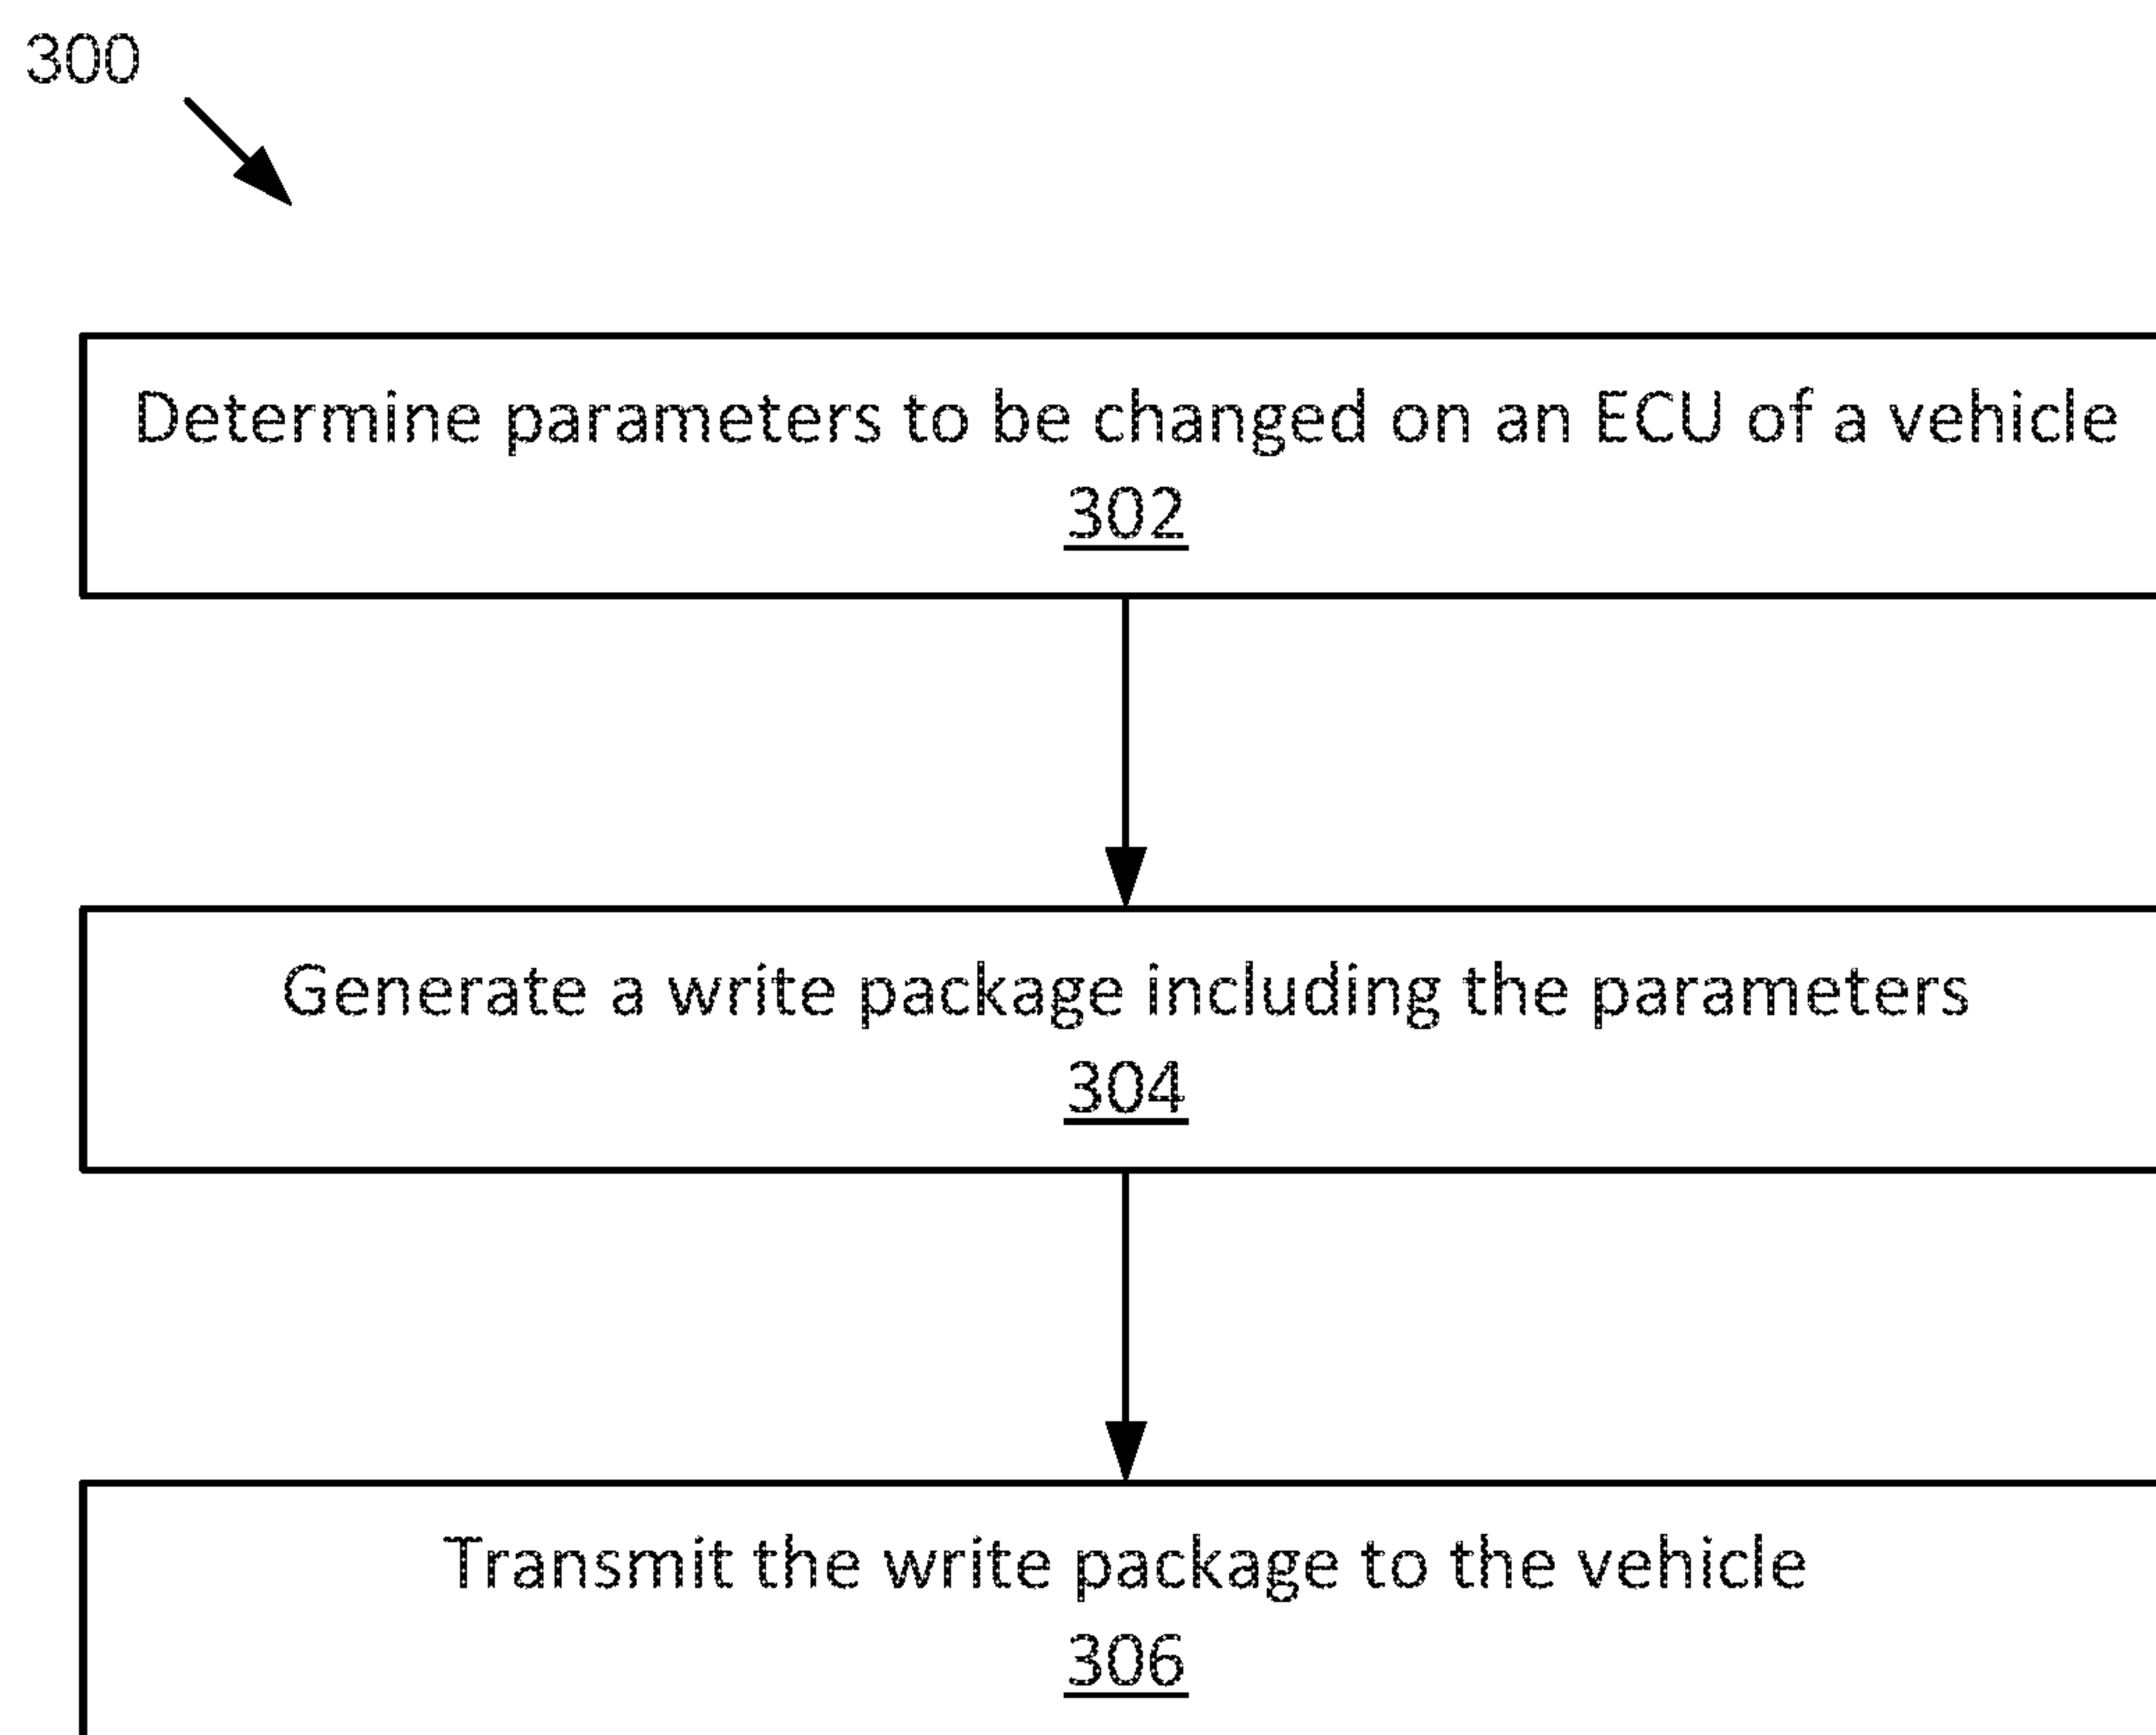 300
Determine parameters to be changed on an ECU of a vehicle
302
Generate a write package including the parameters
304
Transmit the write package to the vehicle
306